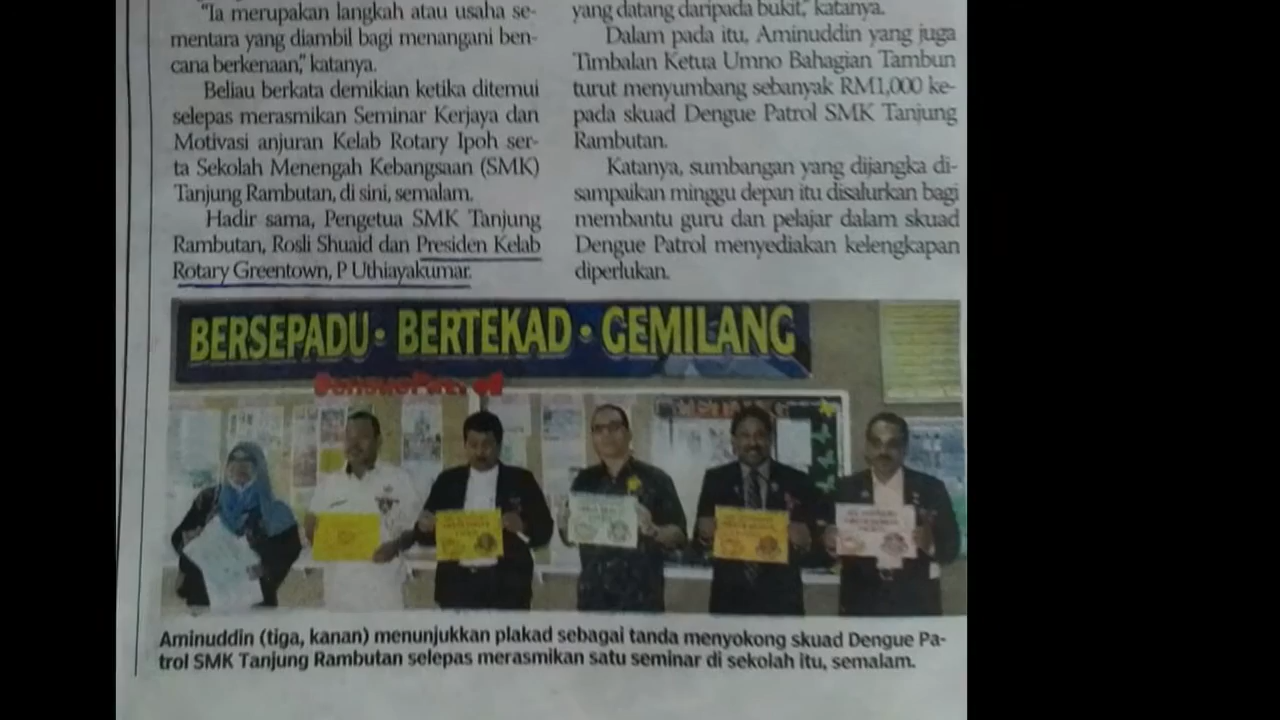 "Ia merupakan langkah atau usaha se-
mentara yang diambil bagi menangani ben-
cana berkenaan," katanya.
Beliau berkata demikian ketika ditemui
selepas merasmikan Seminar Kerjaya dan
Motivasi anjuran Kelab Rotary Ipoh ser-
ta Sekolah Menengah Kebangsaan (SMK)
Tanjung Rambutan, di sini, semalam.
Hadir sama, Pengetua SMK Tanjung
Rambutan, Rosli Shuaid dan Presiden Kelab
Rotary Greentown, P Uthiayakumar.
yang datang daripada bukit," katanya.
Dalam pada itu, Aminuddin yang juga
Timbalan Ketua Umno Bahagian Tambun
turut menyumbang sebanyak RM1,000 ke-
pada skuad Dengue Patrol SMK Tanjung
Rambutan.
Katanya, sumbangan yang dijangka di-
sampaikan minggu depan itu disalurkan bagi
membantu guru dan pelajar dalam skuad
Dengue Patrol menyediakan kelengkapan
diperlukan.
BERSEPADU • BERTEKAD • GEMILANG
Aminuddin (tiga, kanan) menunjukkan plakad sebagai tanda menyokong skuad Dengue Pa-
trol SMK Tanjung Rambutan selepas merasmikan satu seminar di sekolah itu, semalam.